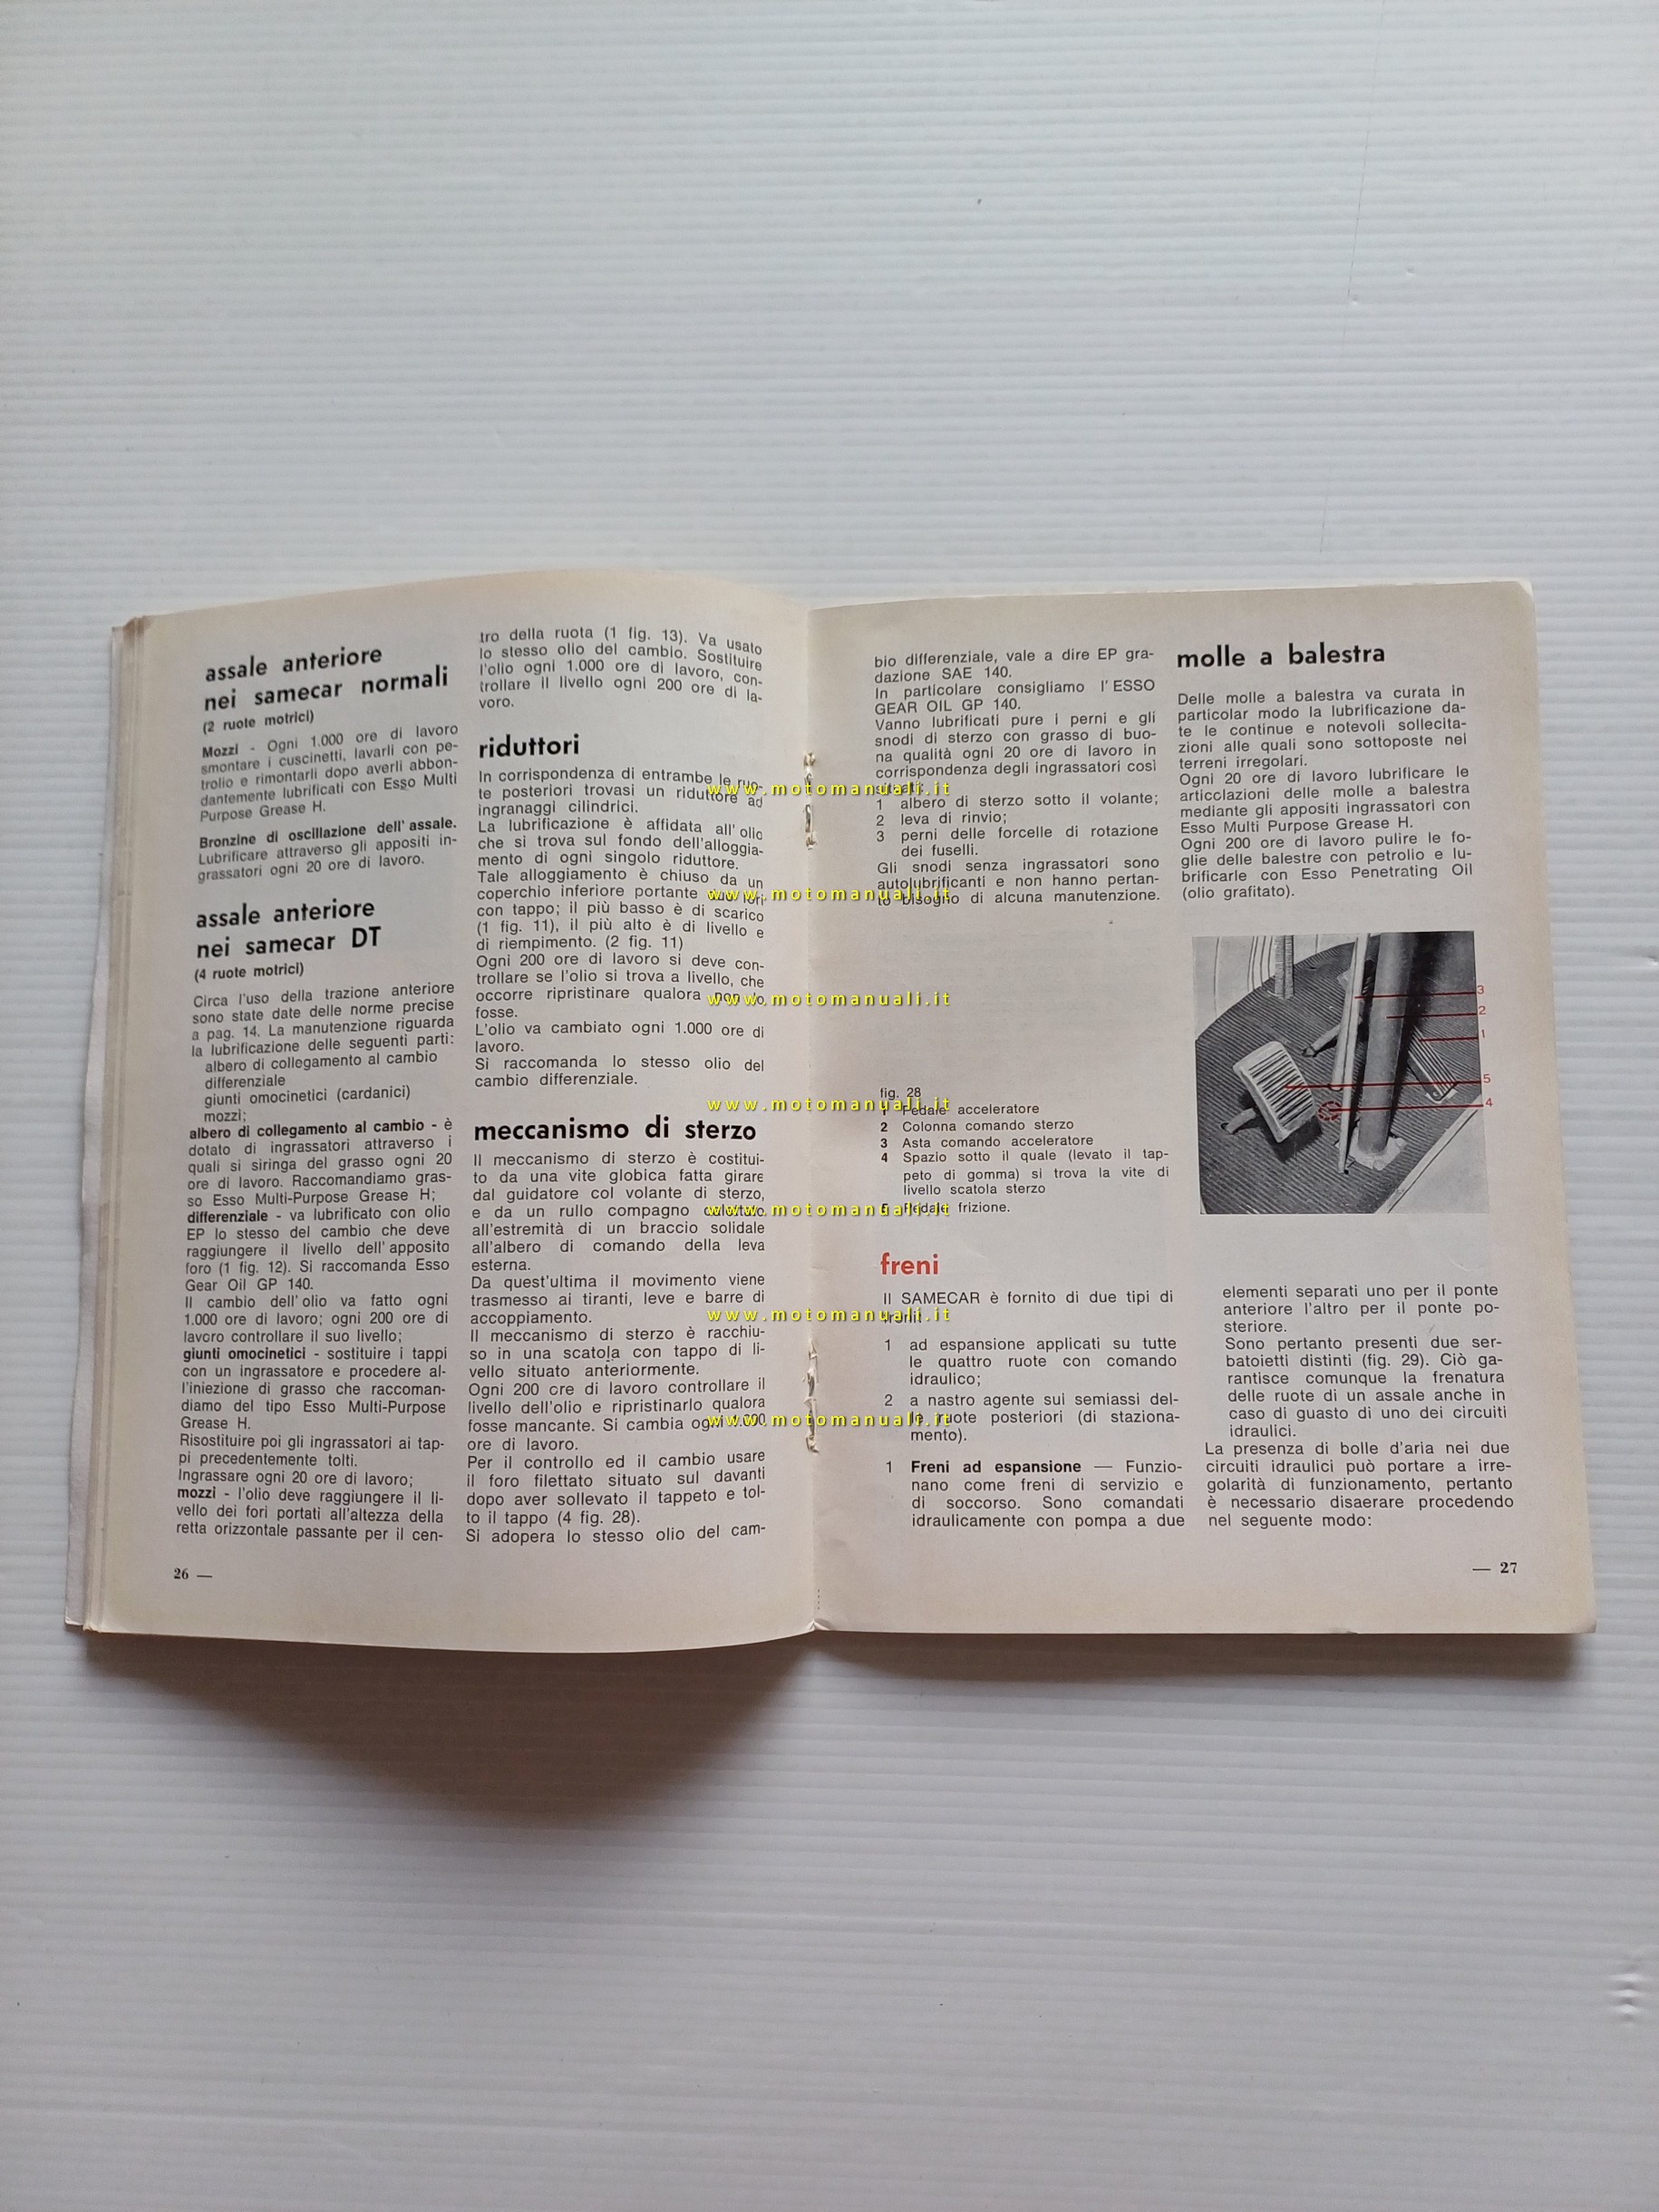 assale anteriore
nei samecar normali
(2 ruote motrici)
Mozzi - Ogni 1.000 ore di lavoro
smontare i cuscinetti, lavarli con pe-
trolio e rimontarli dopo averli abbon-
dantemente lubrificati con Esso Multi
Purpose Grease H.
Bronzine di oscillazione dell'assale.
Lubrificare attraverso gli appositi in-
grassatori ogni 20 ore di lavoro.
assale anteriore
nei samecar DT
(4 ruote motrici)
Circa l'uso della trazione anteriore
sono state date delle norme precise
a pag. 14. La manutenzione riguarda
la lubrificazione delle seguenti parti:
albero di collegamento al cambio
differenziale
giunti omocinetici (cardanici)
mozzi;
albero di collegamento al cambio - è
dotato di ingrassatori attraverso i
quali si siringa del grasso ogni 20
ore di lavoro. Raccomandiamo gras-
so Esso Multi-Purpose Grease H;
differenziale - va lubrificato con olio
EP lo stesso del cambio che deve
raggiungere il livello dell'apposito
foro (1 fig. 12). Si raccomanda Esso
Gear Oil GP 140.
Il cambio dell'olio va fatto ogni
1.000 ore di lavoro; ogni 200 ore di
lavoro controllare il suo livello;
giunti omocinetici - sostituire i tappi
con un ingrassatore e procedere al-
l'iniezione di grasso che raccoman-
diamo del tipo Esso Multi-Purpose
Grease H.
Risostituire poi gli ingrassatori ai tap-
pi precedentemente tolti.
Ingrassare ogni 20 ore di lavoro;
mozzi - l'olio deve raggiungere il li-
vello dei fori portati all'altezza della
retta orizzontale passante per il cen-
26 —
tro della ruota (1 fig. 13). Va usato
lo stesso olio del cambio. Sostituire
l'olio ogni 1.000 ore di lavoro, con-
trollare il livello ogni 200 ore di la-
voro.
riduttori
In corrispondenza di entrambe le ruo-
te posteriori trovasi un riduttore ad
ingranaggi cilindrici.
La lubrificazione è affidata all'olio
che si trova sul fondo dell'alloggia-
mento di ogni singolo riduttore.
Tale alloggiamento è chiuso da un
coperchio inferiore portante due fori
con tappo; il più basso è di scarico
(1 fig. 11), il più alto è di livello e
di riempimento. (2 fig. 11)
Ogni 200 ore di lavoro si deve con-
trollare se l'olio si trova a livello, che
occorre ripristinare qualora non lo
fosse.
L'olio va cambiato ogni 1.000 ore di
lavoro.
Si raccomanda lo stesso olio del
cambio differenziale.
meccanismo di sterzo
Il meccanismo di sterzo è costitui-
to da una vite globica fatta girare
dal guidatore col volante di sterzo,
e da un rullo compagno
all'estremità di un braccio solidale
all'albero di comando della leva
esterna.
Da quest'ultima il movimento viene
trasmesso ai tiranti, leve e barre di
accoppiamento.
Il meccanismo di sterzo è racchiu-
so in una scatola con tappo di li-
vello situato anteriormente.
Ogni 200 ore di lavoro controllare il
livello dell'olio e ripristinarlo qualora
fosse mancante. Si cambia ogni 1.000
ore di lavoro.
Per il controllo ed il cambio usare
il foro filettato situato sul davanti
dopo aver sollevato il tappeto e tol-
to il tappo (4 fig. 28).
Si adopera lo stesso olio del cam-
bio differenziale, vale a dire EP gra-
dazione SAE 140.
In particolare consigliamo l'ESSO
GEAR OIL GP 140.
Vanno lubrificati pure i perni e gli
snodi di sterzo con grasso di buo-
na qualità ogni 20 ore di lavoro in
corrispondenza degli ingrassatori così
1 albero di sterzo sotto il volante;
2 leva di rinvio;
3 perni delle forcelle di rotazione
dei fuselli.
Gli snodi senza ingrassatori sono
autolubrificanti e non hanno pertan-
to bisogno di alcuna manutenzione.
fig. 28
1 Pedale acceleratore
2 Colonna comando sterzo
3 Asta comando acceleratore
4 Spazio sotto il quale (levato il tap-
peto di gomma) si trova la vite di
livello scatola sterzo
5 Pedale frizione.
freni
Il SAMECAR è fornito di due tipi di
freni:
1 ad espansione applicati su tutte
le quattro ruote con comando
idraulico;
2 a nastro agente sui semiassi del-
le ruote posteriori (di staziona-
mento).
1 Freni ad espansione — Funzio-
nano come freni di servizio e
di soccorso. Sono comandati
idraulicamente con pompa a due
molle a balestra
Delle molle a balestra va curata in
particolar modo la lubrificazione da-
te le continue e notevoli sollecita-
zioni alle quali sono sottoposte nei
terreni irregolari.
Ogni 20 ore di lavoro lubrificare le
articolazioni delle molle a balestra
mediante gli appositi ingrassatori con
Esso Multi Purpose Grease H.
Ogni 200 ore di lavoro pulire le fo-
glie delle balestre con petrolio e lu-
brificarle con Esso Penetrating Oil
(olio grafitato).
3
2
1
5
4
elementi separati uno per il ponte
anteriore l'altro per il ponte po-
steriore.
Sono pertanto presenti due ser-
batoietti distinti (fig. 29). Ciò ga-
rantisce comunque la frenatura
delle ruote di un assale anche in
caso di guasto di uno dei circuiti
idraulici.
La presenza di bolle d'aria nei due
circuiti idraulici può portare a irre-
golarità di funzionamento, pertanto
è necessario disaerare procedendo
nel seguente modo:
— 27
www.motomanuali.it
www.motomanuali.it
www.motomanuali.it
www.motomanuali.it
www.motomanuali.it
www.motomanuali.it
www.motomanuali.it